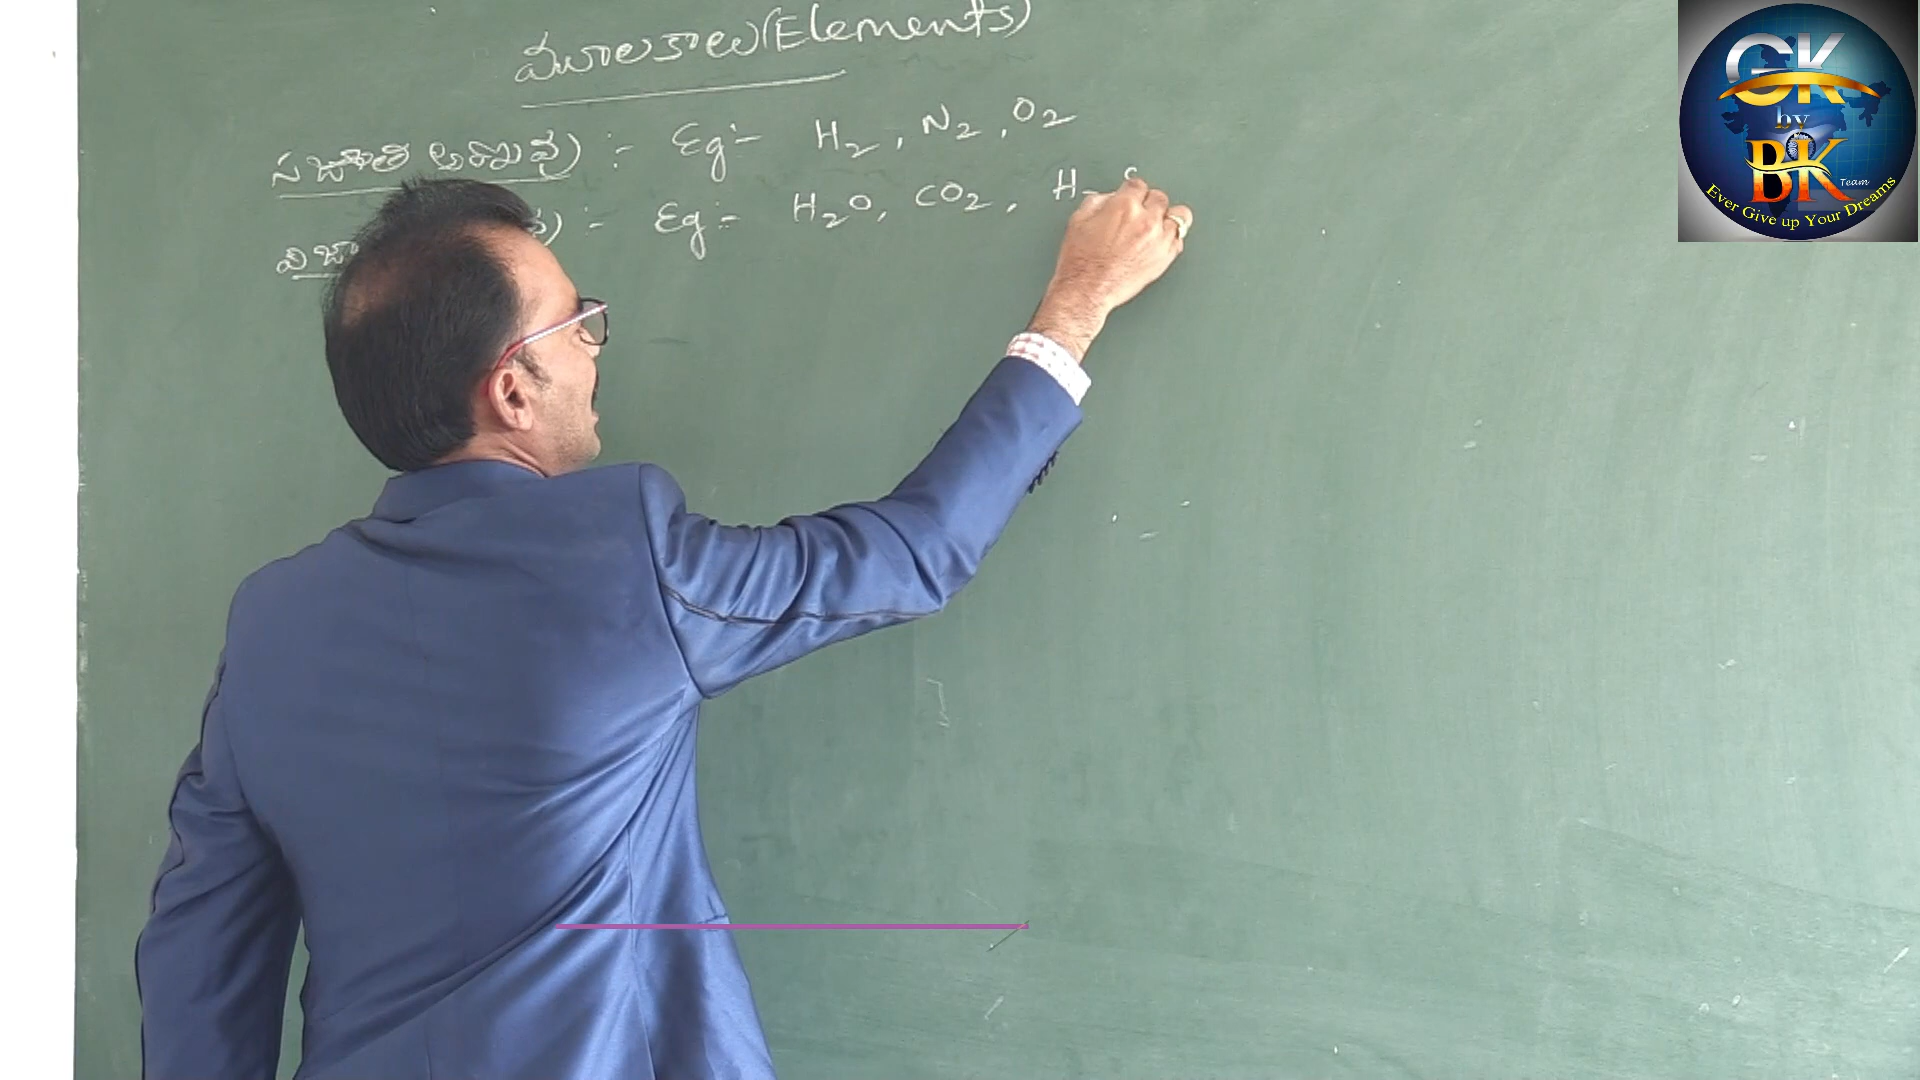 మూలకాలు(Elements)
సజాతి అణువు :- Eg:- H2, N2, O2
విజా :- Eg:- H2O, CO2, H
GK
by
BK
Team
Ever Give up Your Dreams